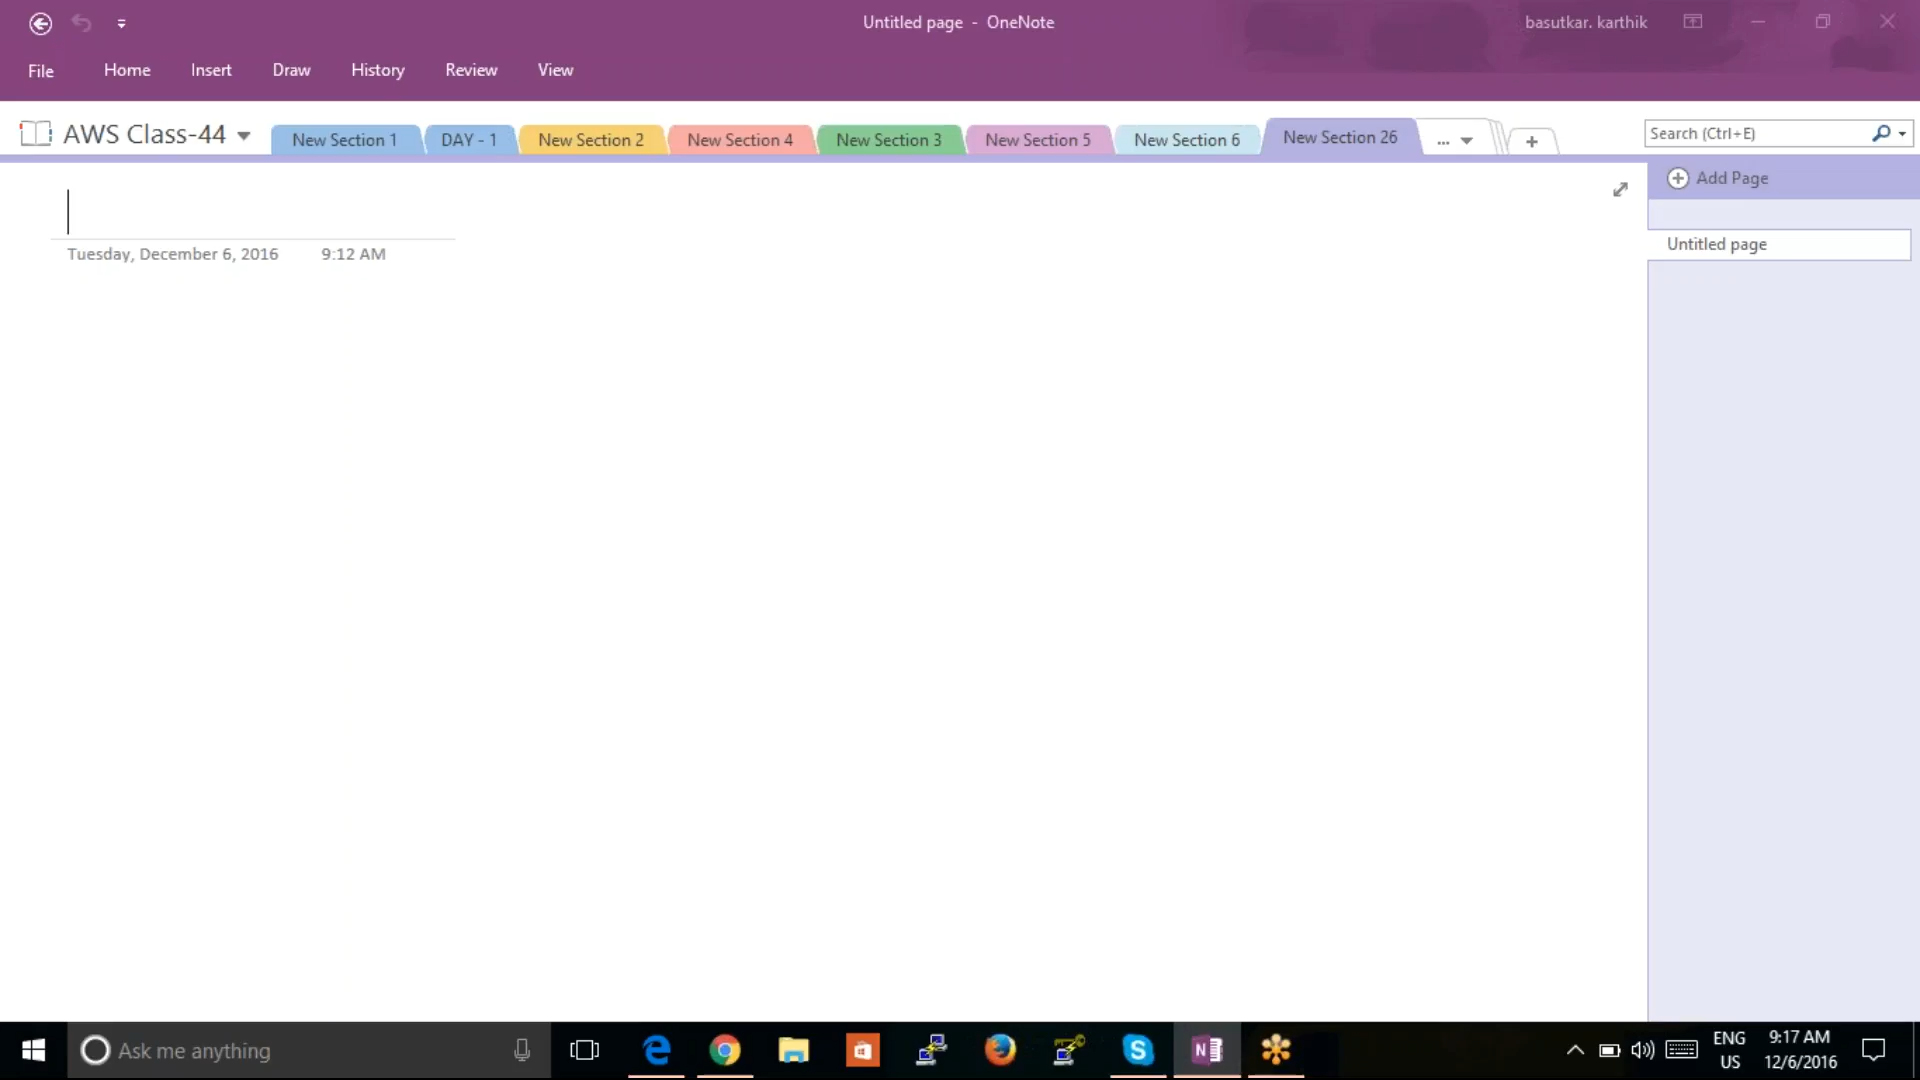 Untitled page - OneNote
basutkar. karthik
File Home Insert Draw History Review View
AWS Class-44
New Section 1 DAY - 1 New Section 2 New Section 4 New Section 3 New Section 5 New Section 6 New Section 26 ...
Search (Ctrl+E)
Add Page
Untitled page
Tuesday, December 6, 2016 9:12 AM
Ask me anything
ENG
US
9:17 AM
12/6/2016